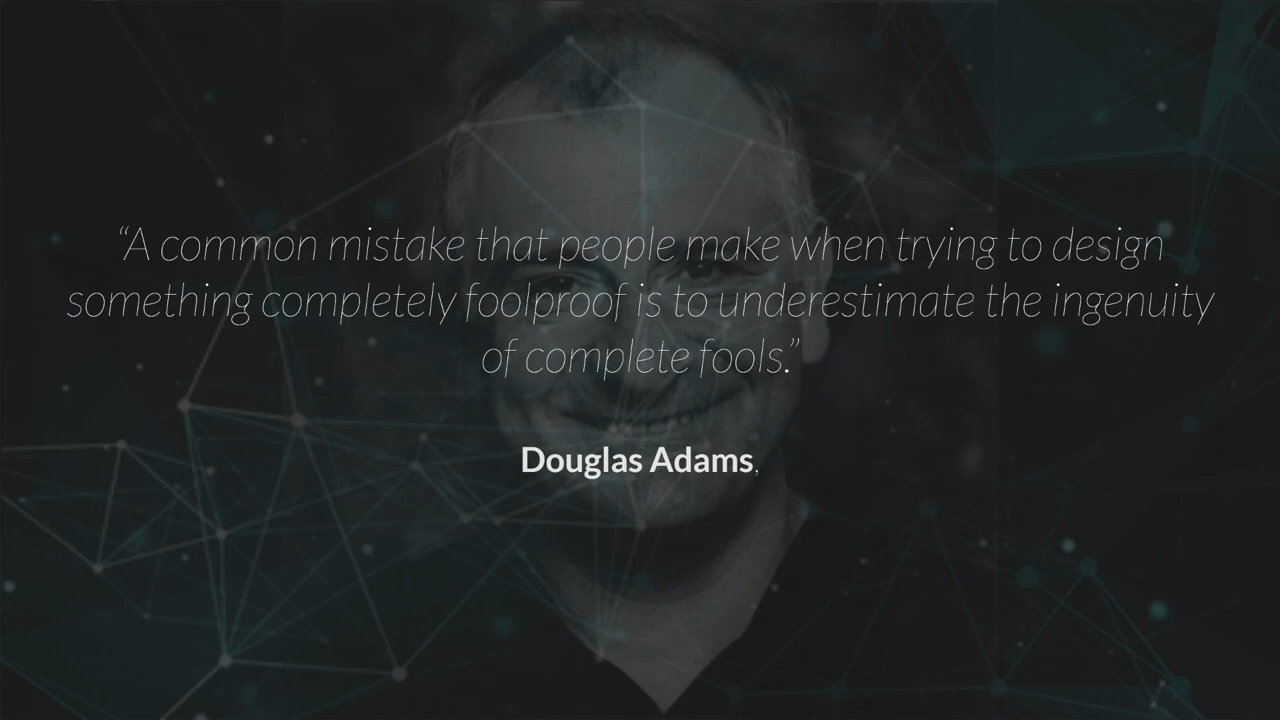 “A common mistake that people make when trying to design
something completely foolproof is to underestimate the ingenuity
of complete fools.”
Douglas Adams,